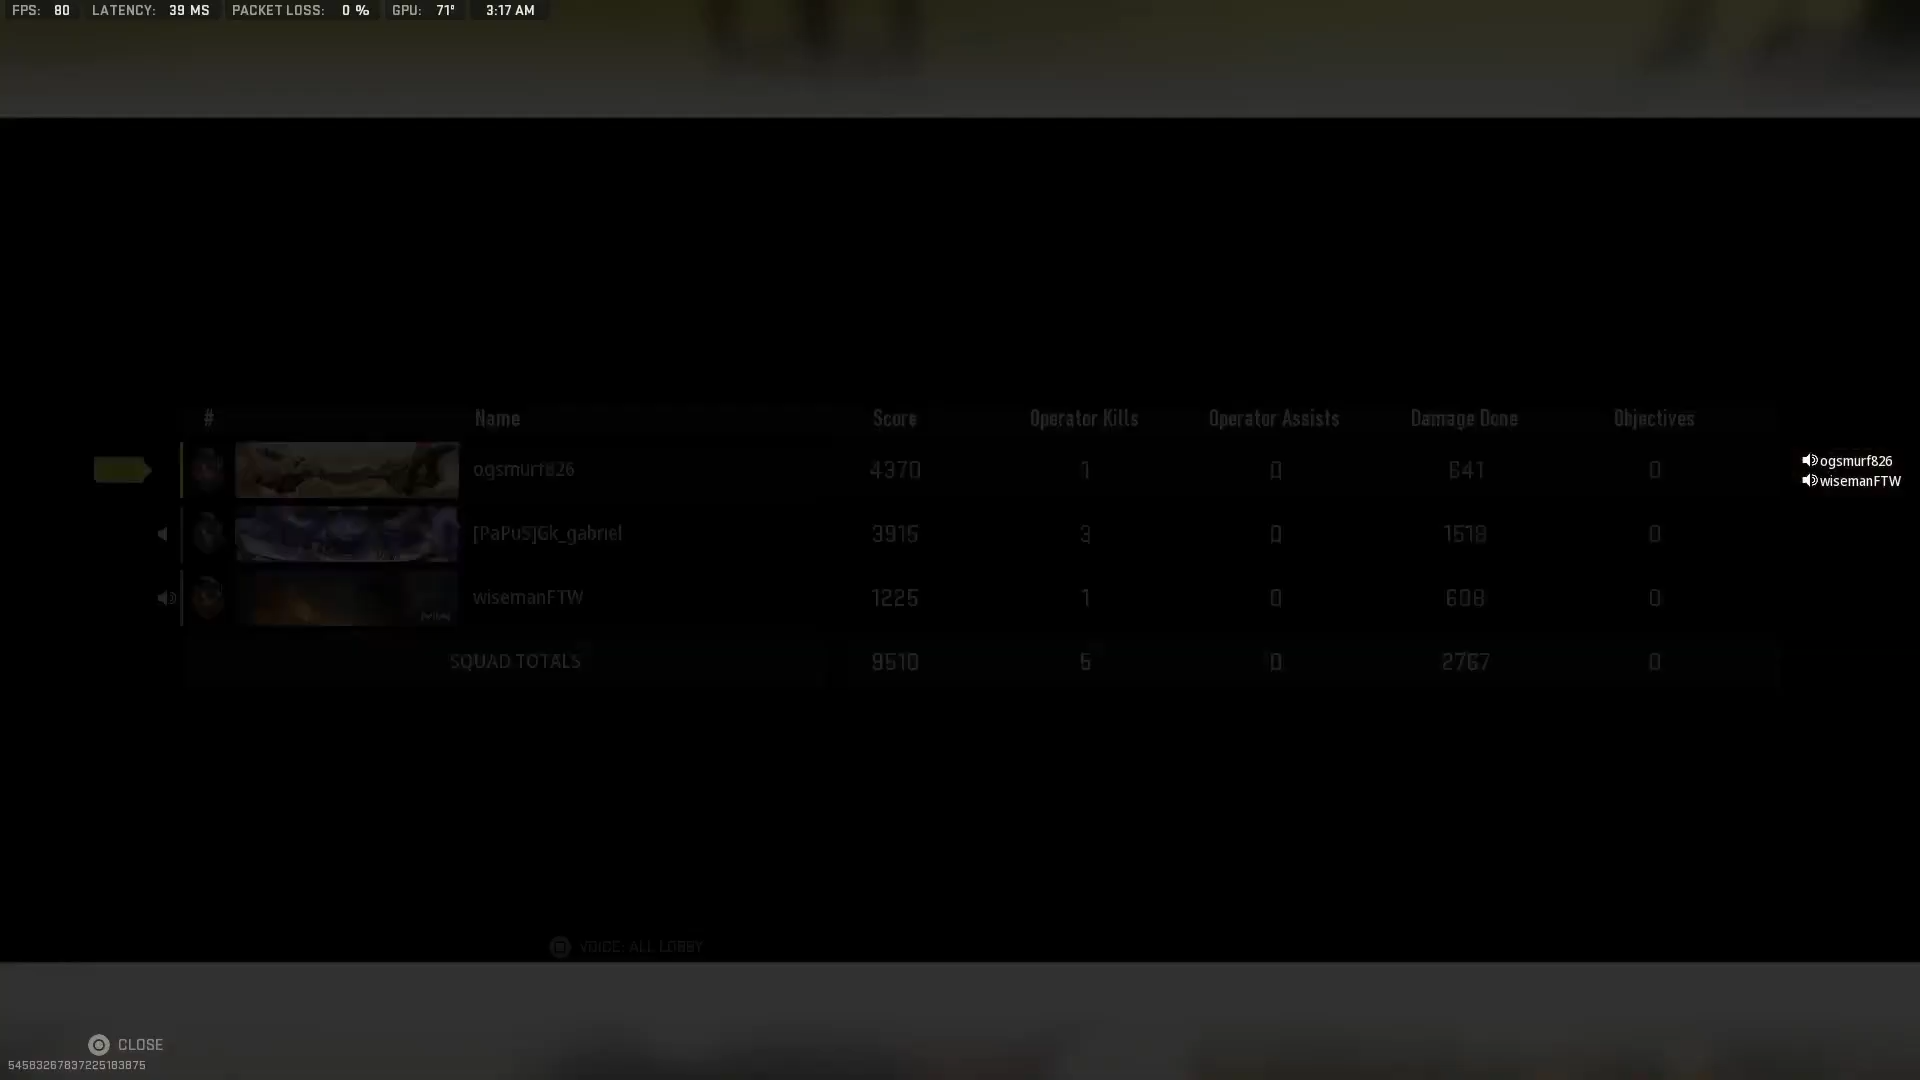 FPS: 80 LATENCY: 39 MS PACKET LOSS: 0 % GPU: 71° 3:17 AM
# Name Score Operator Kills Operator Assists Damage Done Objectives
ogsmurf826 4370 1 0 641 0
[PaPuS]Gk_gabriel 3915 3 0 1518 0
wisemanFTW 1225 1 0 608 0
SQUAD TOTALS 9510 5 0 2767 0
ogsmurf826
wisemanFTW
VOICE: ALL LOBBY
CLOSE
54583267837225183875